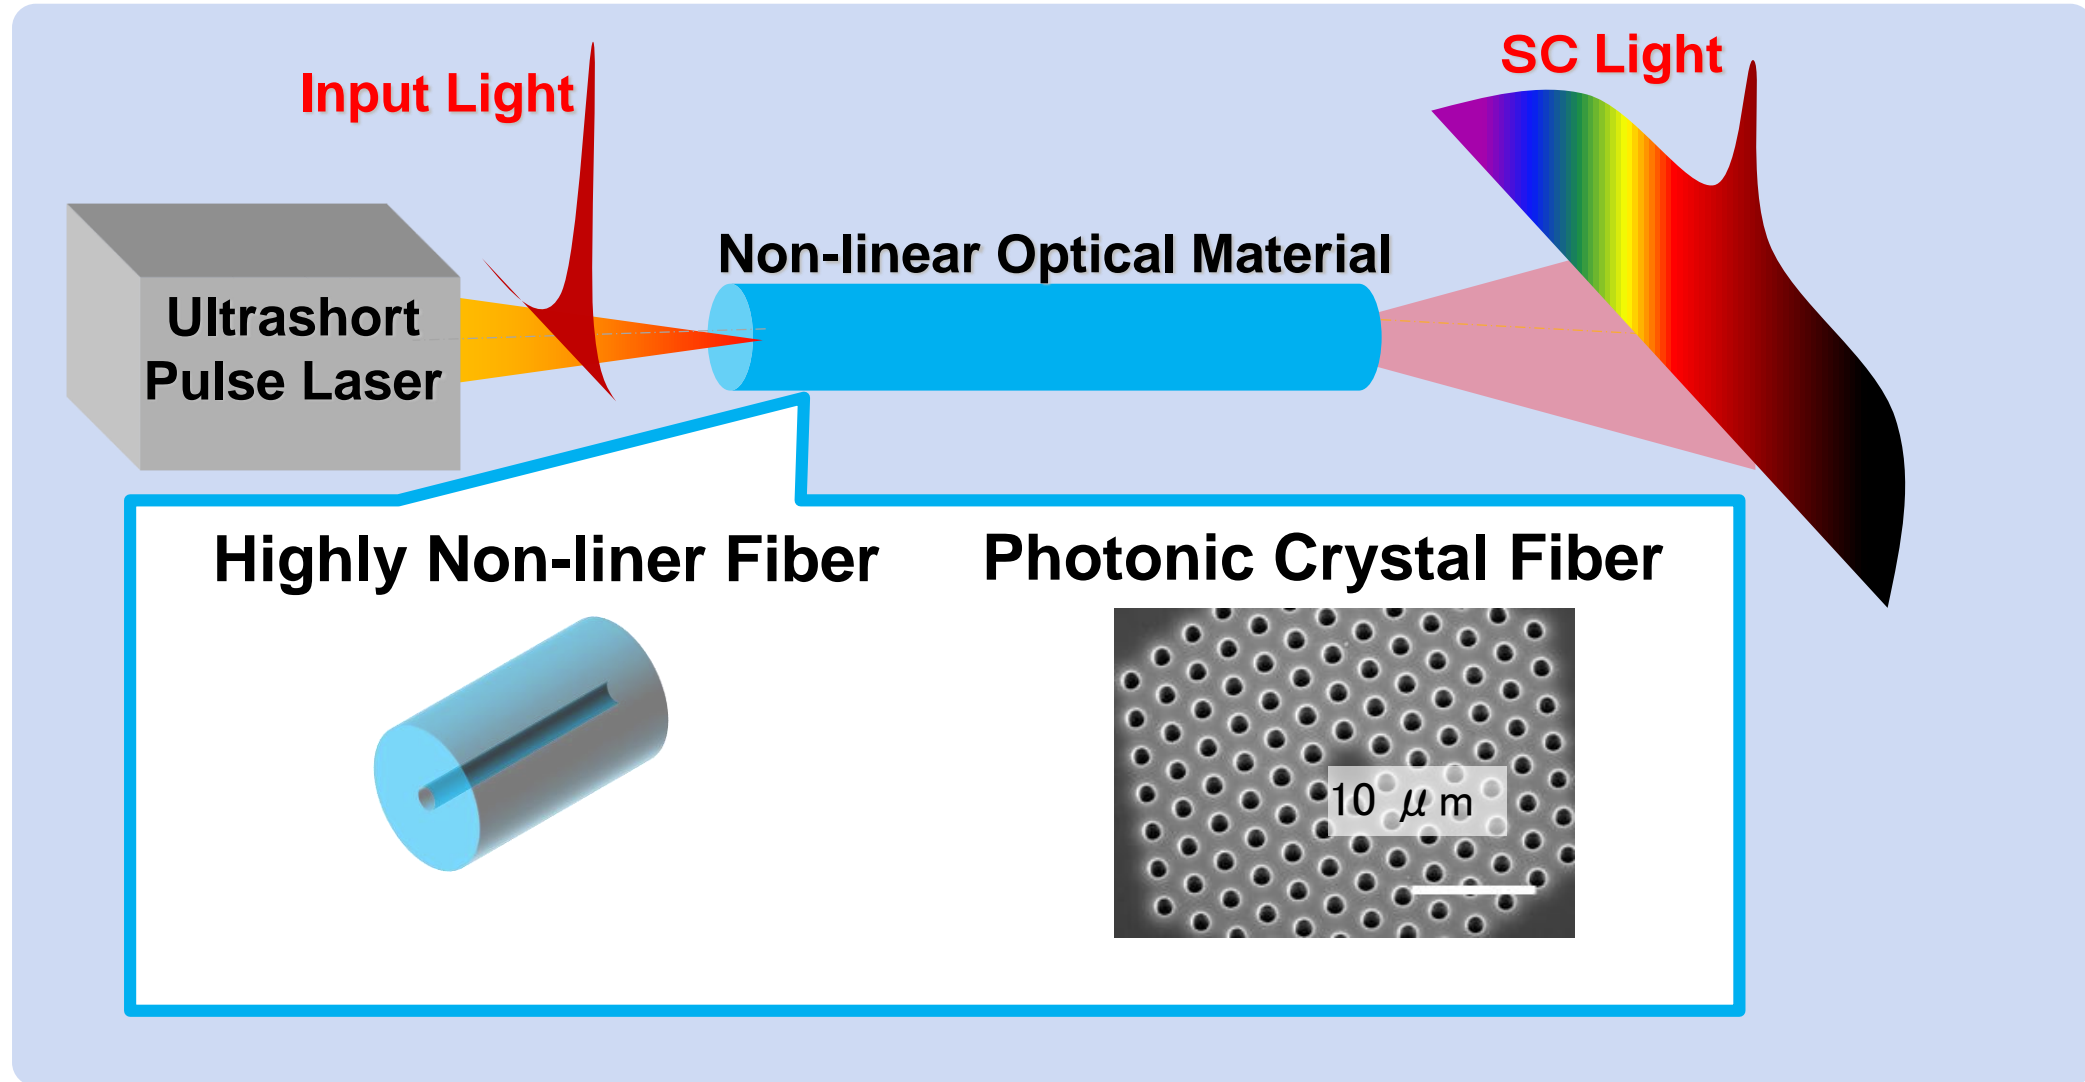 Input Light
SC Light
Ultrashort
Pulse Laser
Non-linear Optical Material
Highly Non-liner Fiber
Photonic Crystal Fiber
10 μm